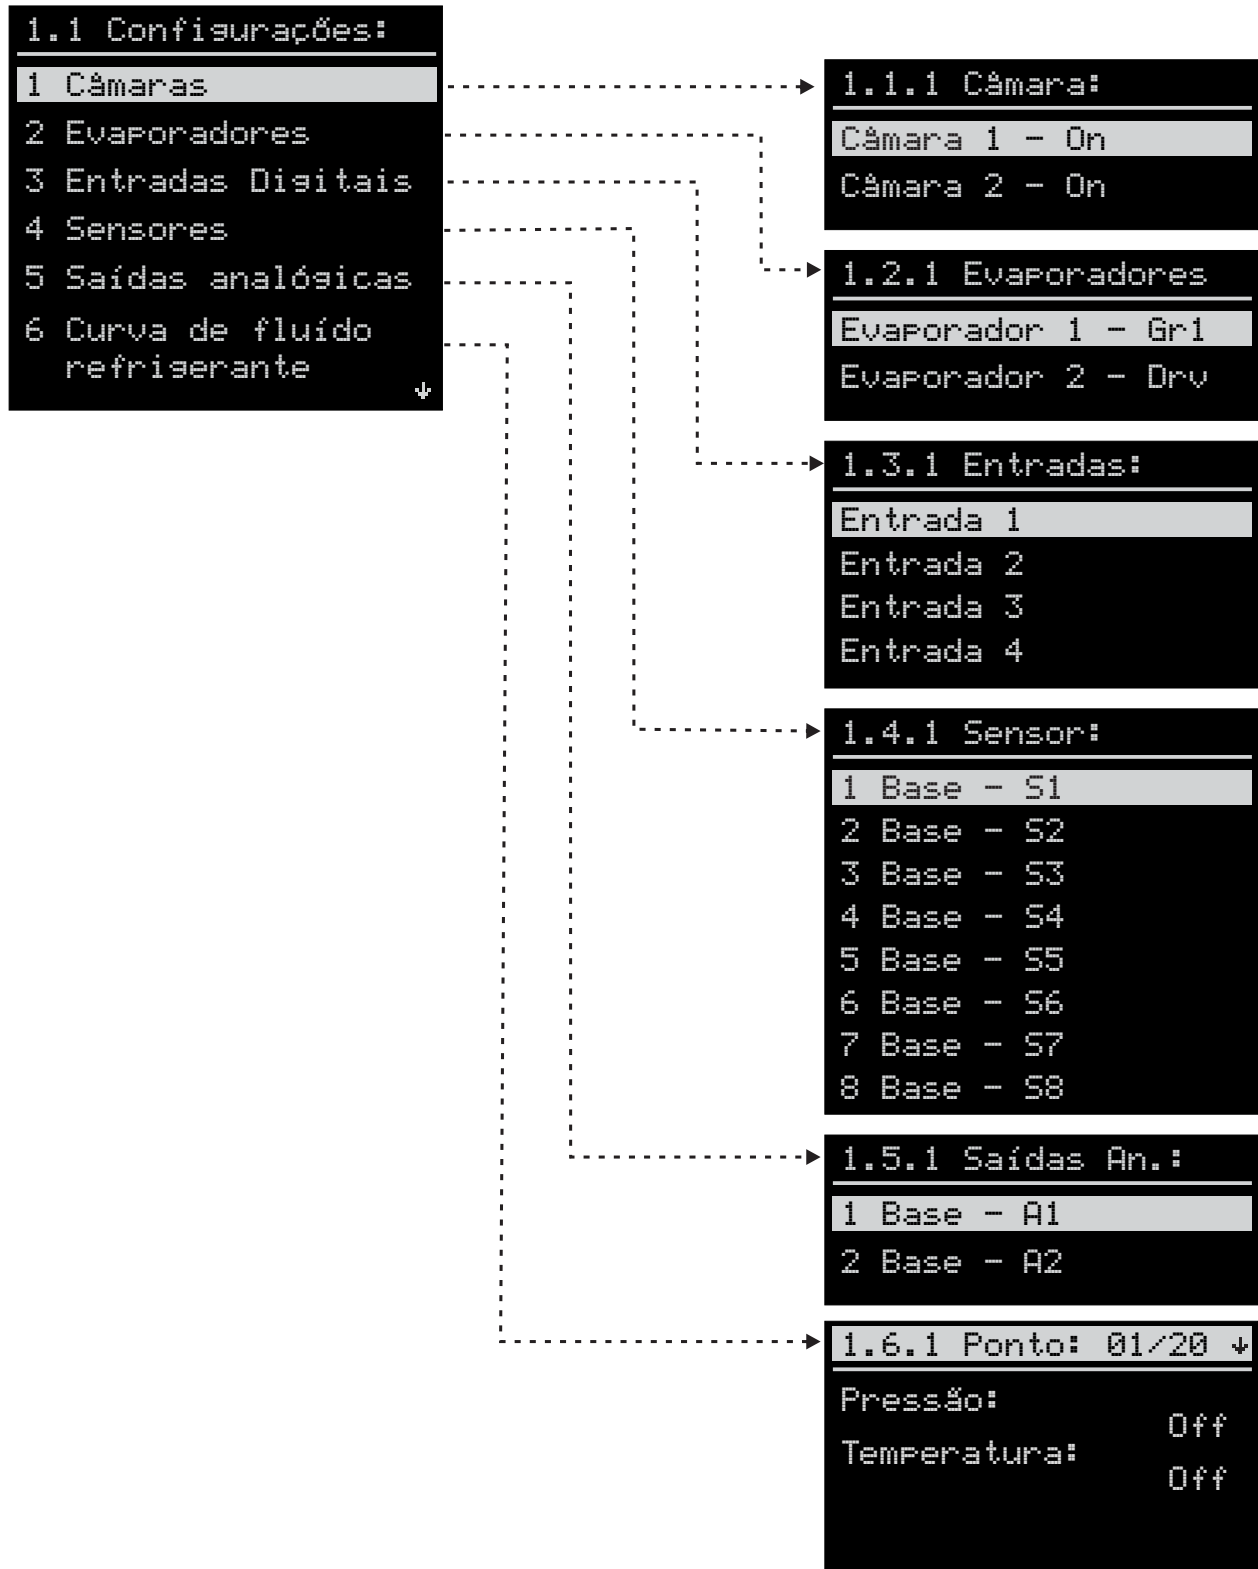 1.1 Configurações:
1 Câmaras
2 Evaporadores
3 Entradas Digitais
4 Sensores
5 Saídas analógicas
6 Curva de fluído
refrigerante
1.1.1 Câmara:
Câmara 1 - On
Câmara 2 - On
1.2.1 Evaporadores
Evaporador 1 - Gr1
Evaporador 2 - Drv
1.3.1 Entradas:
Entrada 1
Entrada 2
Entrada 3
Entrada 4
1.4.1 Sensor:
1 Base - S1
2 Base - S2
3 Base - S3
4 Base - S4
5 Base - S5
6 Base - S6
7 Base - S7
8 Base - S8
1.5.1 Saídas An.:
1 Base - A1
2 Base - A2
1.6.1 Ponto: 01/20
Pressão:
Off
Temperatura:
Off